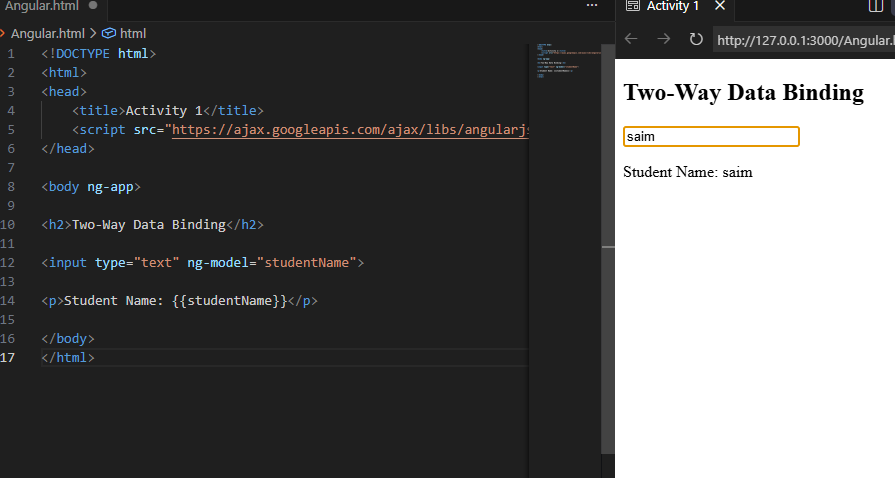 Angular.html
Angular.html > html
1 <!DOCTYPE html>
2 <html>
3 <head>
4 <title>Activity 1</title>
5 <script src="https://ajax.googleapis.com/ajax/libs/angularjs
6 </head>
7
8 <body ng-app>
9
10 <h2>Two-Way Data Binding</h2>
11
12 <input type="text" ng-model="studentName">
13
14 <p>Student Name: {{studentName}}</p>
15
16 </body>
17 </html>
Activity 1
http://127.0.0.1:3000/Angular.
Two-Way Data Binding
saim
Student Name: saim